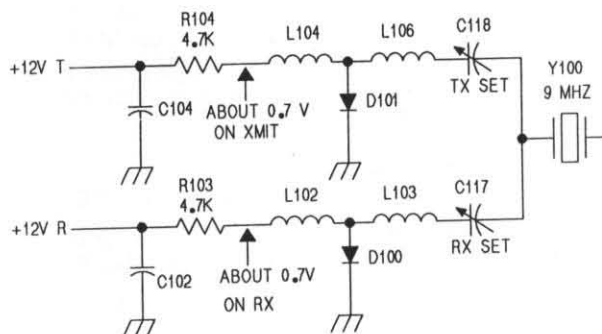 R104
4.7K
L104
L106
C118
+12V T
TX SET
Y100
9 MHZ
C104
ABOUT 0.7 V
ON XMIT
D101
R103
4.7K
L102
L103
C117
+12V R
RX SET
C102
ABOUT 0.7V
ON RX
D100